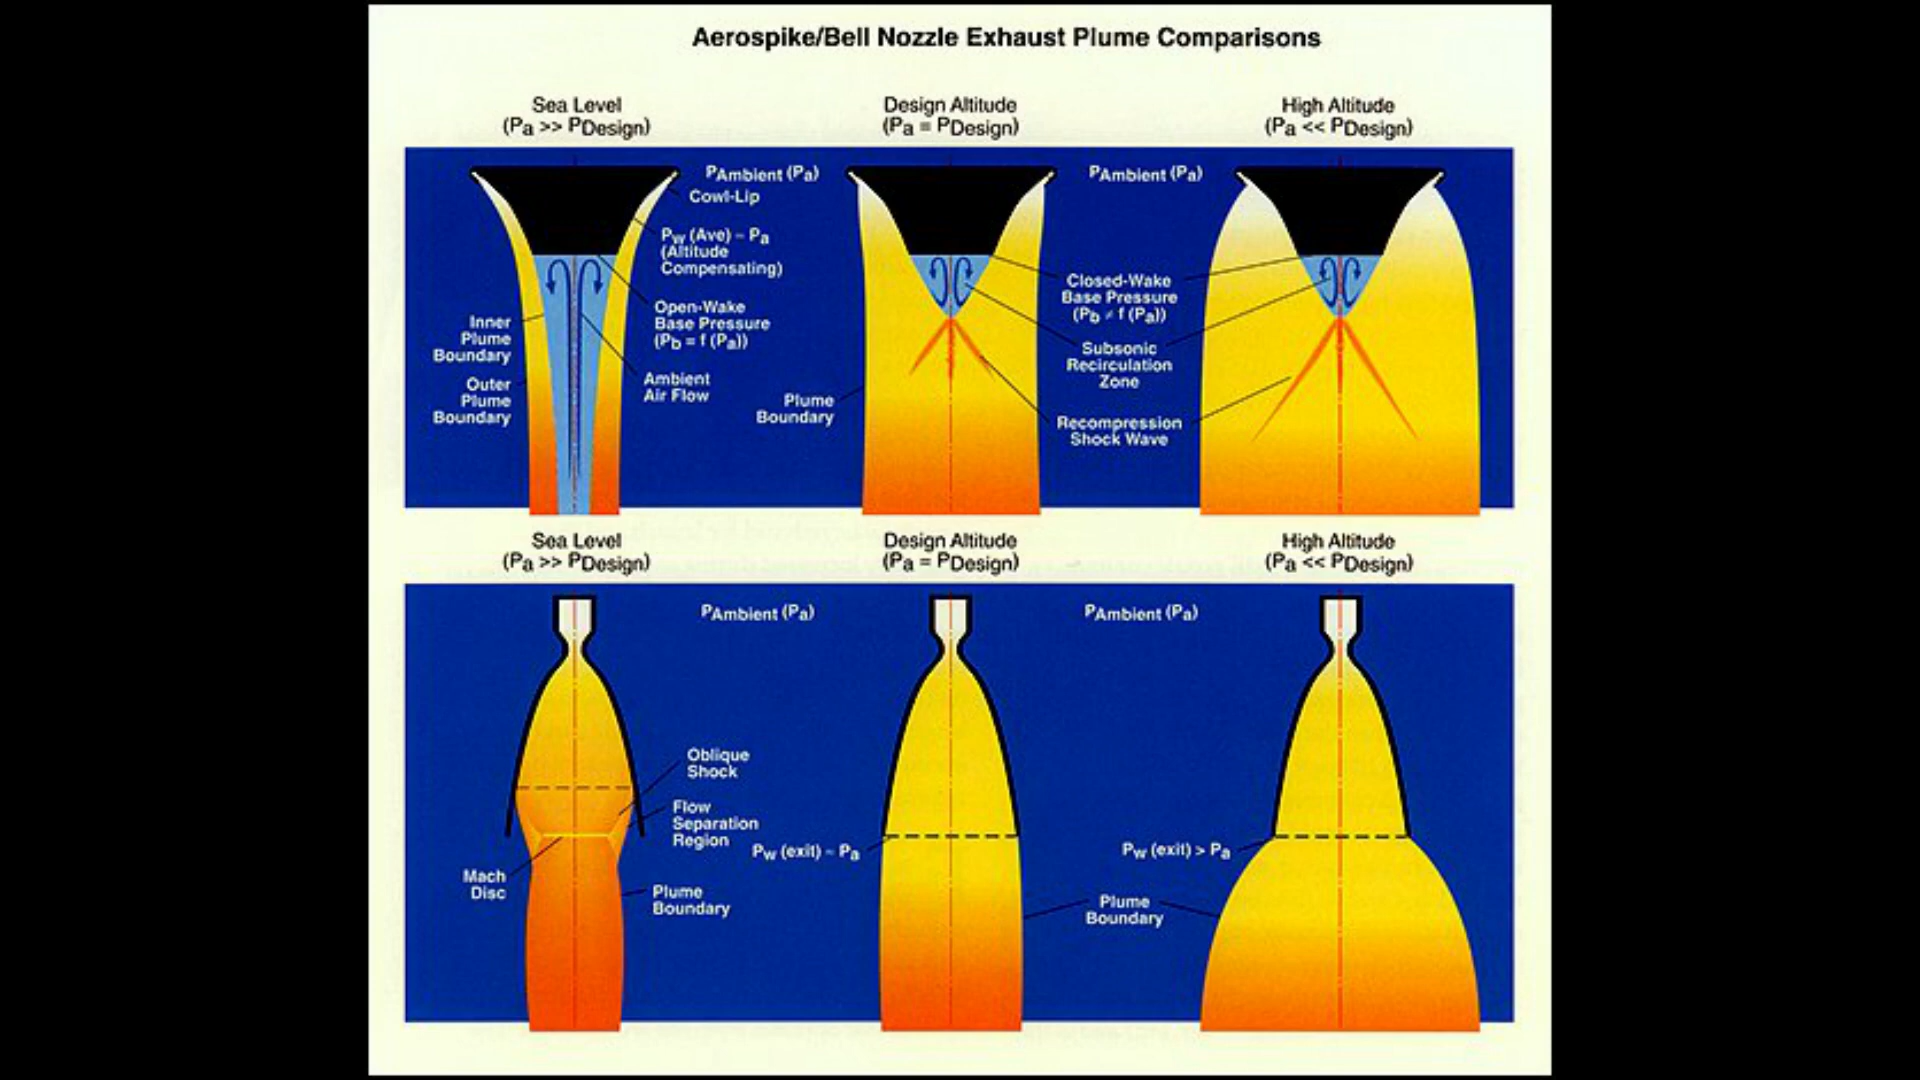 Aerospike/Bell Nozzle Exhaust Plume Comparisons
Sea Level
(Pa >> PDesign)
Design Altitude
(Pa = PDesign)
High Altitude
(Pa << PDesign)
PAmbient (Pa)
Cowl-Lip
Pw (Ave) ~ Pa
(Altitude
Compensating)
Open-Wake
Base Pressure
(Pb = f (Pa))
Inner
Plume
Boundary
Outer
Plume
Boundary
Ambient
Air Flow
Plume
Boundary
PAmbient (Pa)
Closed-Wake
Base Pressure
(Pb ≠ f (Pa))
Subsonic
Recirculation
Zone
Recompression
Shock Wave
Sea Level
(Pa >> PDesign)
Design Altitude
(Pa = PDesign)
High Altitude
(Pa << PDesign)
PAmbient (Pa)
PAmbient (Pa)
Oblique
Shock
Flow
Separation
Region
Mach
Disc
Plume
Boundary
Pw (exit) ~ Pa
Pw (exit) > Pa
Plume
Boundary